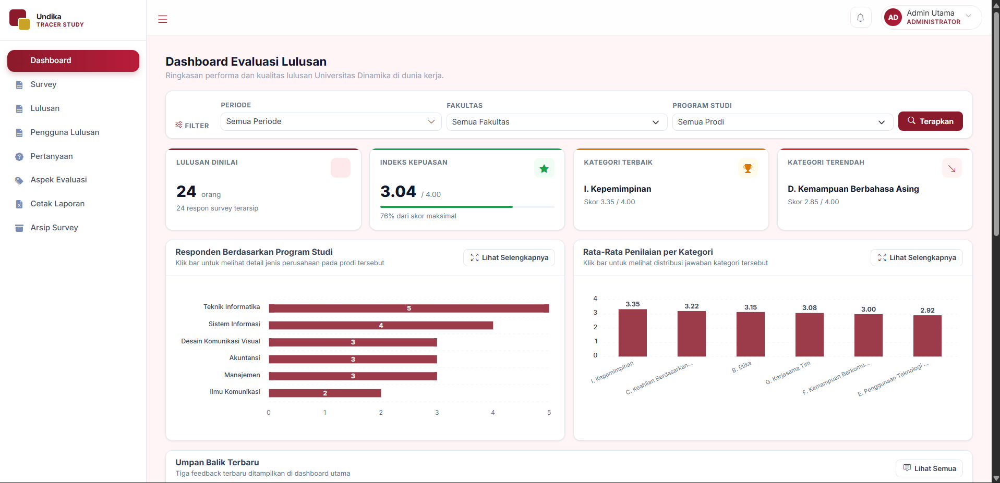 Undika
TRACER STUDY
Dashboard
Survey
Lulusan
Pengguna Lulusan
Pertanyaan
Aspek Evaluasi
Cetak Laporan
Arsip Survey
AD
Admin Utama
ADMINISTRATOR
Dashboard Evaluasi Lulusan
Ringkasan performa dan kualitas lulusan Universitas Dinamika di dunia kerja.
FILTER
PERIODE
Semua Periode
FAKULTAS
Semua Fakultas
PROGRAM STUDI
Semua Prodi
Terapkan
LULUSAN DINILAI
24 orang
24 respon survey terarsip
INDEKS KEPUASAN
3.04 / 4.00
76% dari skor maksimal
KATEGORI TERBAIK
I. Kepemimpinan
Skor 3.35 / 4.00
KATEGORI TERENDAH
D. Kemampuan Berbahasa Asing
Skor 2.85 / 4.00
Responden Berdasarkan Program Studi
Klik bar untuk melihat detail jenis perusahaan pada prodi tersebut
Lihat Selengkapnya
Teknik Informatika 5
Sistem Informasi 4
Desain Komunikasi Visual 3
Akuntansi 3
Manajemen 3
Ilmu Komunikasi 2
0 1 2 3 4 5
Rata-Rata Penilaian per Kategori
Klik bar untuk melihat distribusi jawaban kategori tersebut
Lihat Selengkapnya
4
3
2
1
0
3.35 3.22 3.15 3.08 3.00 2.92
I. Kepemimpinan
C. Keahlian Berdasarkan...
B. Etika
G. Kerjasama Tim
F. Kemampuan Berkomu...
E. Penggunaan Teknologi ...
Umpan Balik Terbaru
Tiga feedback terbaru ditampilkan di dashboard utama
Lihat Semua